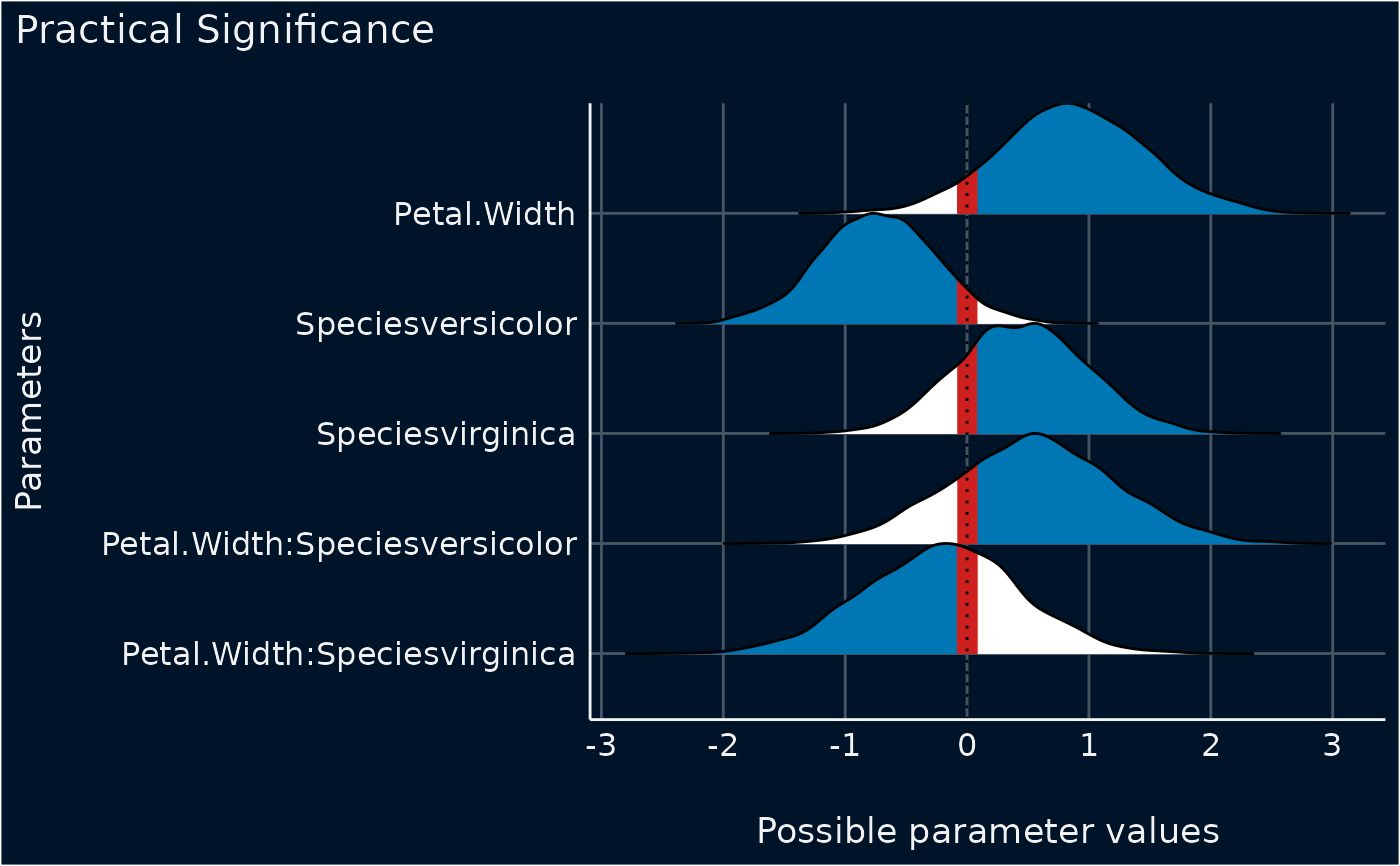 Practical Significance
Parameters
Petal.Width
Speciesversicolor
Speciesvirginica
Petal.Width:Speciesversicolor
Petal.Width:Speciesvirginica
-3 -2 -1 0 1 2 3
Possible parameter values